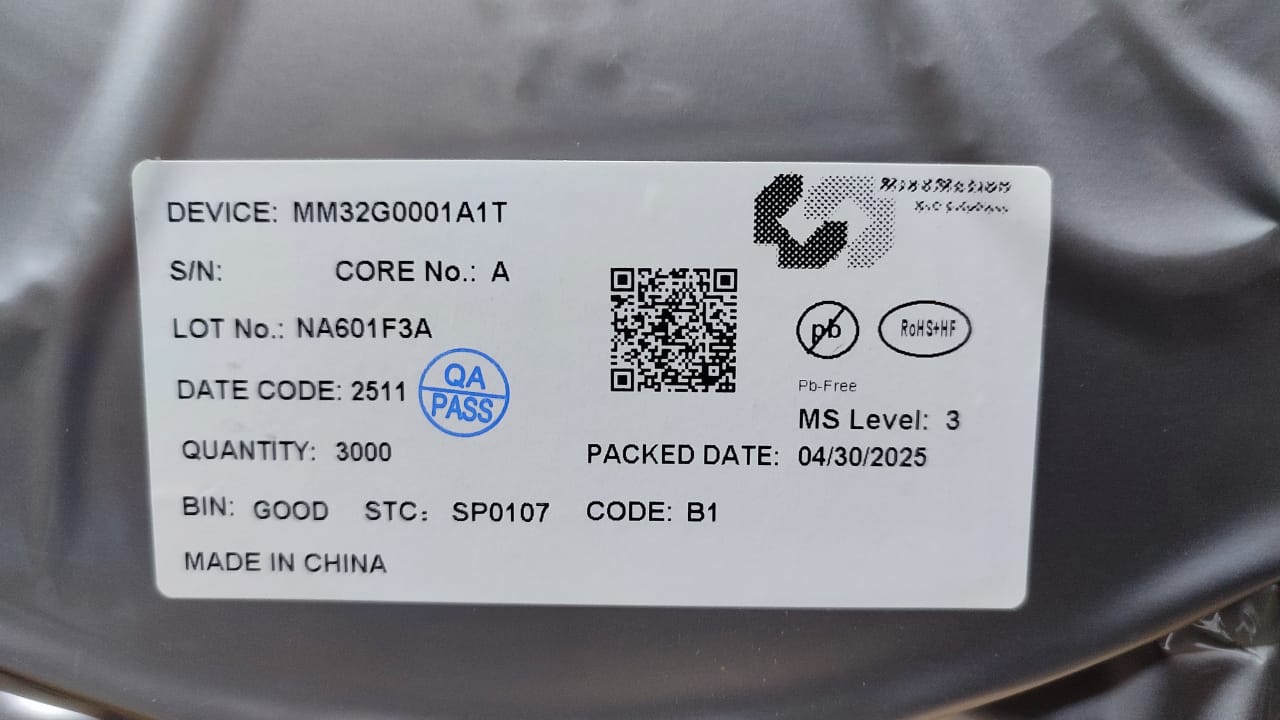 MindMotion
DEVICE: MM32G0001A1T
S/N: CORE No.: A
LOT No.: NA601F3A
pb RoHS+HF
Pb-Free
DATE CODE: 2511
QA
PASS
MS Level: 3
QUANTITY: 3000 PACKED DATE: 04/30/2025
BIN: GOOD STC: SP0107 CODE: B1
MADE IN CHINA